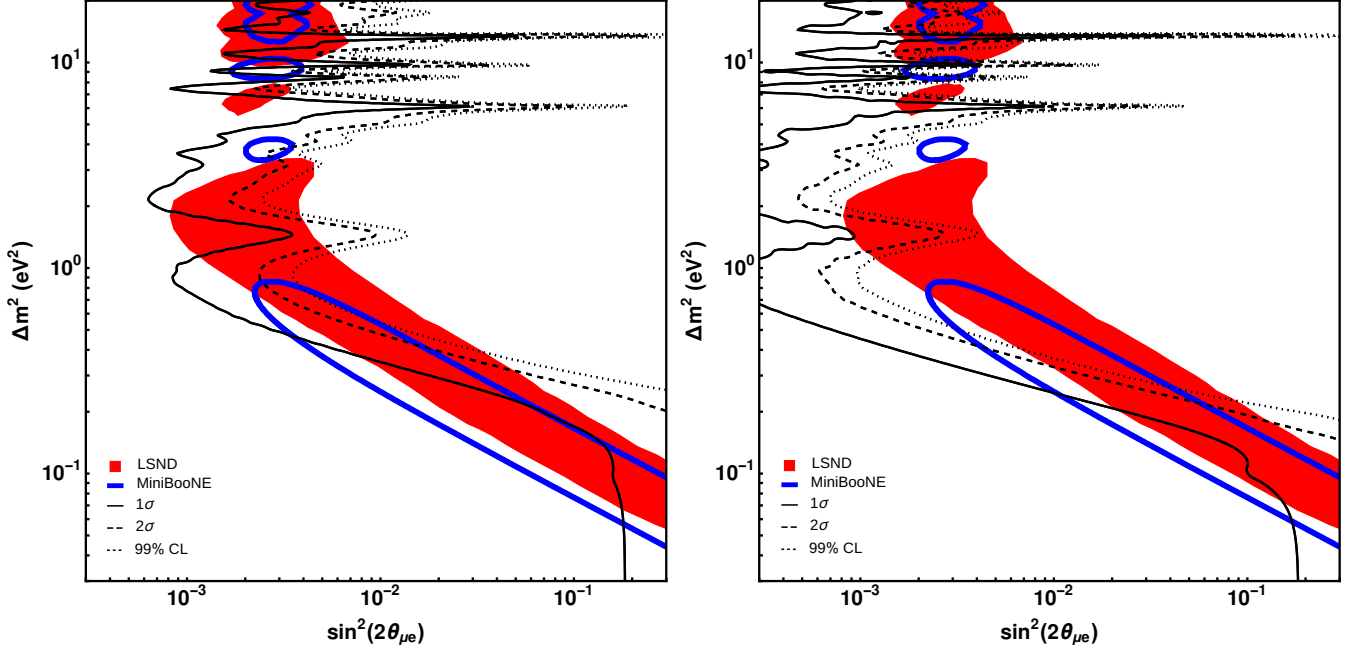 10¹
10⁰
10⁻¹
Δm² (eV²)
LSND
MiniBooNE
1σ
2σ
99% CL
10⁻³ 10⁻² 10⁻¹
sin²(2θμe)
10¹
10⁰
10⁻¹
Δm² (eV²)
LSND
MiniBooNE
1σ
2σ
99% CL
10⁻³ 10⁻² 10⁻¹
sin²(2θμe)